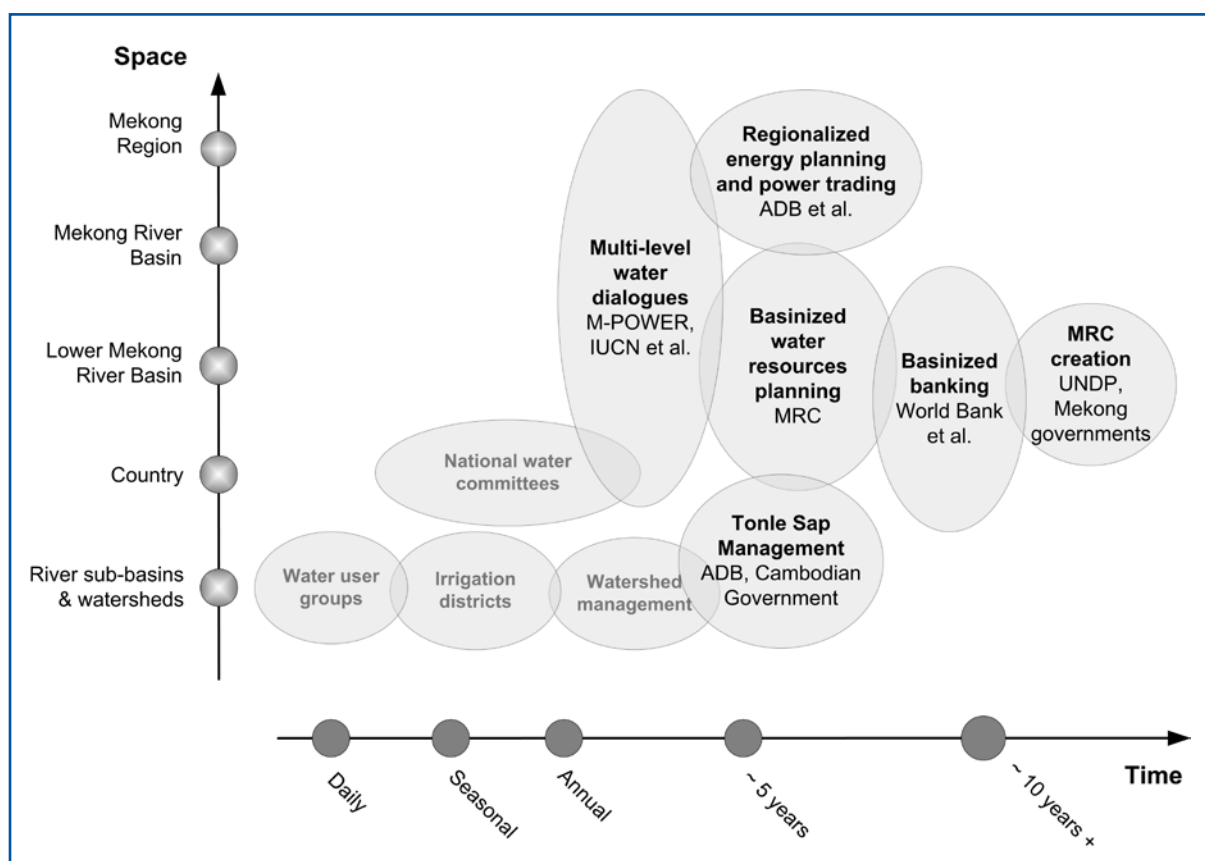 Space
Mekong
Region
Mekong River
Basin
Lower Mekong
River Basin
Country
River sub-basins
& watersheds
Regionalized
energy planning
and power trading
ADB et al.
Multi-level
water
dialogues
M-POWER,
IUCN et al.
Basinized
water
resources
planning
MRC
Basinized
banking
World Bank
et al.
MRC
creation
UNDP,
Mekong
governments
National water
committees
Tonle Sap
Management
ADB, Cambodian
Government
Water user
groups
Irrigation
districts
Watershed
management
Daily
Seasonal
Annual
~ 5 years
~ 10 years +
Time